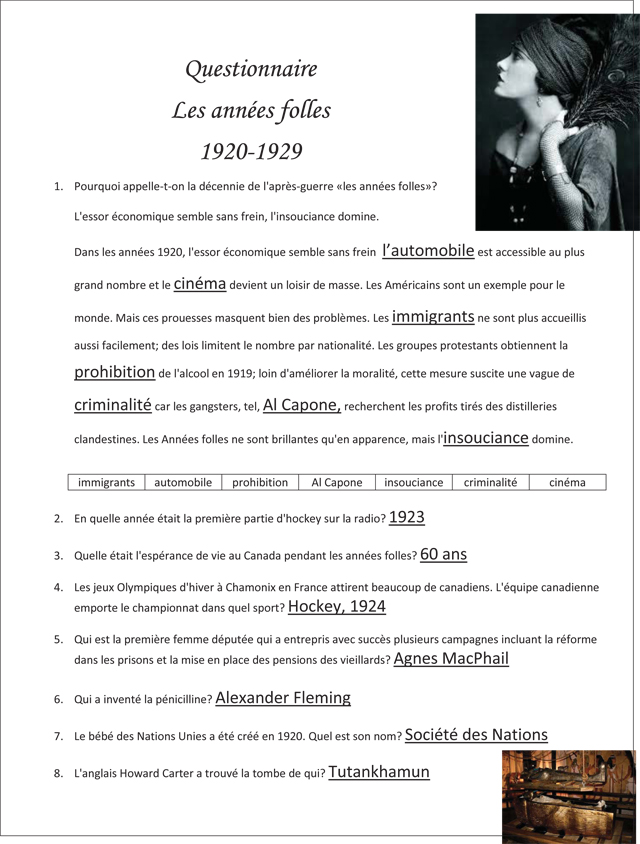 Questionnaire
Les années folles
1920-1929
1. Pourquoi appelle-t-on la décennie de l'après-guerre «les années folles»?
L'essor économique semble sans frein, l'insouciance domine.
Dans les années 1920, l'essor économique semble sans frein l’automobile est accessible au plus
grand nombre et le cinéma devient un loisir de masse. Les Américains sont un exemple pour le
monde. Mais ces prouesses masquent bien des problèmes. Les immigrants ne sont plus accueillis
aussi facilement; des lois limitent le nombre par nationalité. Les groupes protestants obtiennent la
prohibition de l'alcool en 1919; loin d'améliorer la moralité, cette mesure suscite une vague de
criminalité car les gangsters, tel, Al Capone, recherchent les profits tirés des distilleries
clandestines. Les Années folles ne sont brillantes qu'en apparence, mais l'insouciance domine.
immigrants automobile prohibition Al Capone insouciance criminalité cinéma
2. En quelle année était la première partie d'hockey sur la radio? 1923
3. Quelle était l'espérance de vie au Canada pendant les années folles? 60 ans
4. Les jeux Olympiques d'hiver à Chamonix en France attirent beaucoup de canadiens. L'équipe canadienne
emporte le championnat dans quel sport? Hockey, 1924
5. Qui est la première femme députée qui a entrepris avec succès plusieurs campagnes incluant la réforme
dans les prisons et la mise en place des pensions des vieillards? Agnes MacPhail
6. Qui a inventé la pénicilline? Alexander Fleming
7. Le bébé des Nations Unies a été créé en 1920. Quel est son nom? Société des Nations
8. L'anglais Howard Carter a trouvé la tombe de qui? Tutankhamun